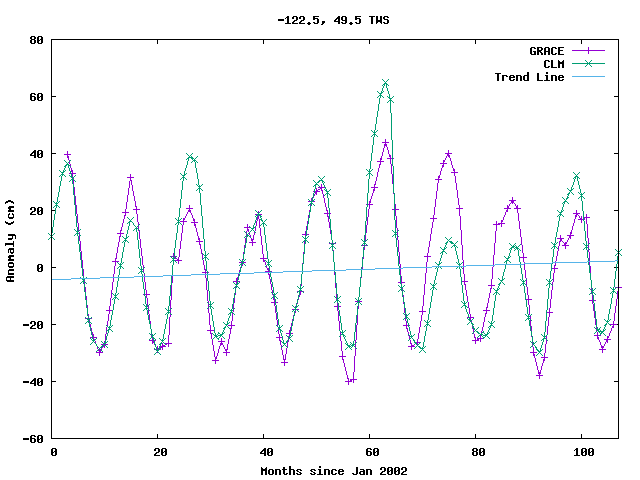 -122.5, 49.5 TWS
GRACE
CLM
Trend Line
80
60
40
20
0
-20
-40
-60
Anomaly (cm)
0 20 40 60 80 100
Months since Jan 2002